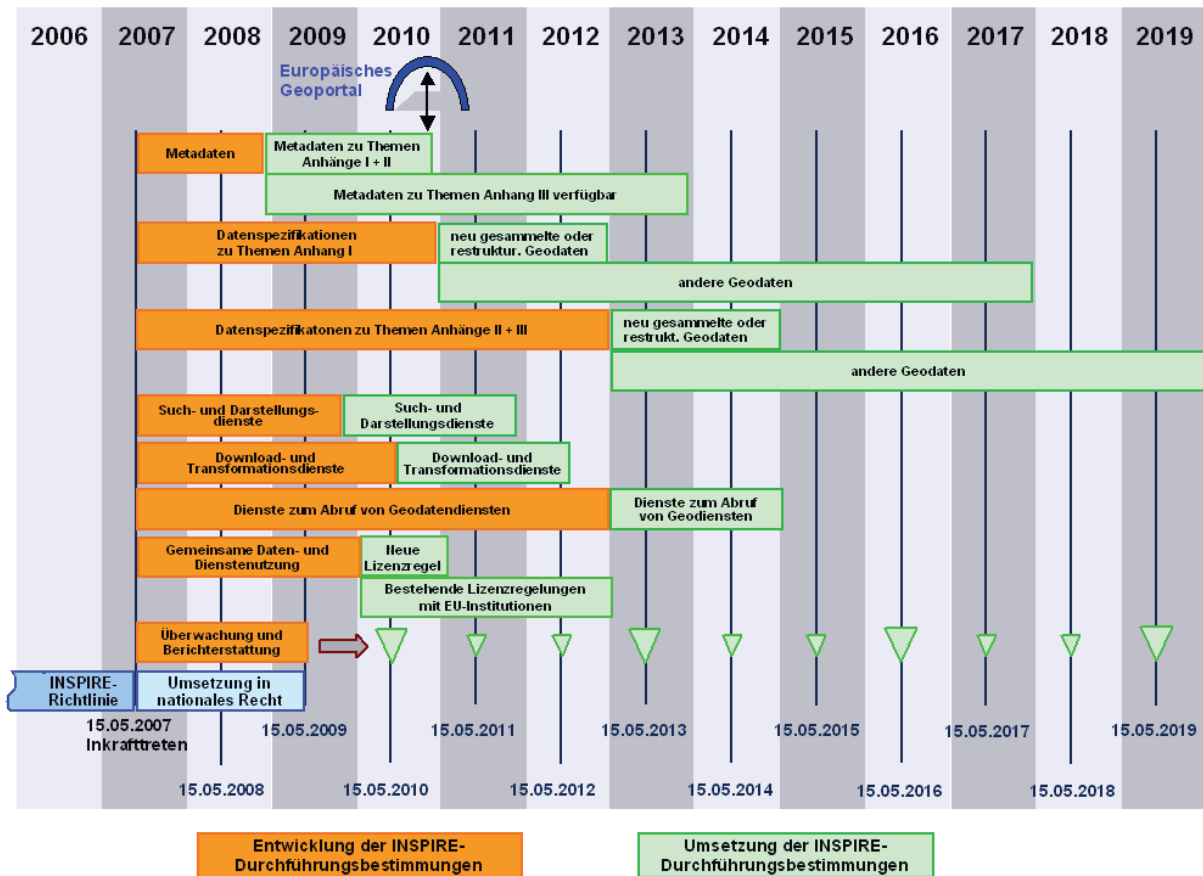 2006 2007 2008 2009 2010 2011 2012 2013 2014 2015 2016 2017 2018 2019
Europäisches
Geoportal
Metadaten
Metadaten zu Themen
Anhänge I + II
Metadaten zu Themen Anhang III verfügbar
Datenspezifikationen
zu Themen Anhang I
neu gesammelte oder
restruktur. Geodaten
andere Geodaten
Datenspezifikatonen zu Themen Anhänge II + III
neu gesammelte oder
restrukt. Geodaten
andere Geodaten
Such- und Darstellungs-
dienste
Such- und
Darstellungsdienste
Download- und
Transformationsdienste
Download- und
Transformationsdienste
Dienste zum Abruf von Geodatendiensten
Dienste zum Abruf
von Geodiensten
Gemeinsame Daten- und
Dienstenutzung
Neue
Lizenzregel
Bestehende Lizenzregelungen
mit EU-Institutionen
Überwachung und
Berichterstattung
INSPIRE-
Richtlinie
Umsetzung in
nationales Recht
15.05.2007
Inkrafttreten
15.05.2009 15.05.2011 15.05.2013 15.05.2015 15.05.2017 15.05.2019
15.05.2008 15.05.2010 15.05.2012 15.05.2014 15.05.2016 15.05.2018
Entwicklung der INSPIRE-
Durchführungsbestimmungen
Umsetzung der INSPIRE-
Durchführungsbestimmungen